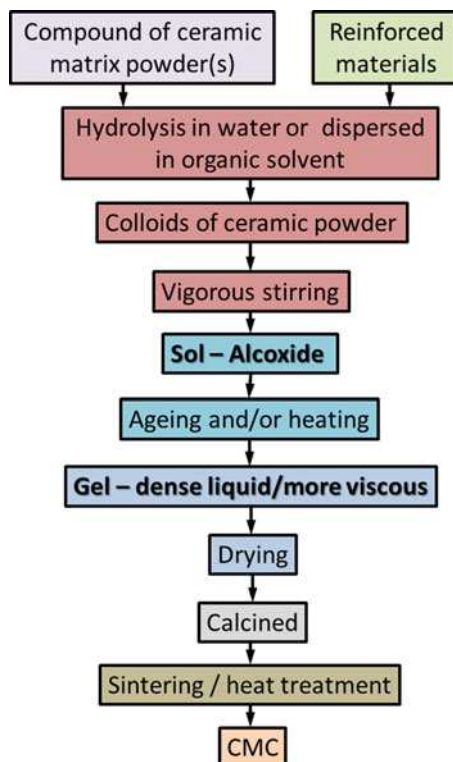 Compound of ceramic
matrix powder(s)
Reinforced
materials
Hydrolysis in water or dispersed
in organic solvent
Colloids of ceramic powder
Vigorous stirring
Sol – Alcoxide
Ageing and/or heating
Gel – dense liquid/more viscous
Drying
Calcined
Sintering / heat treatment
CMC